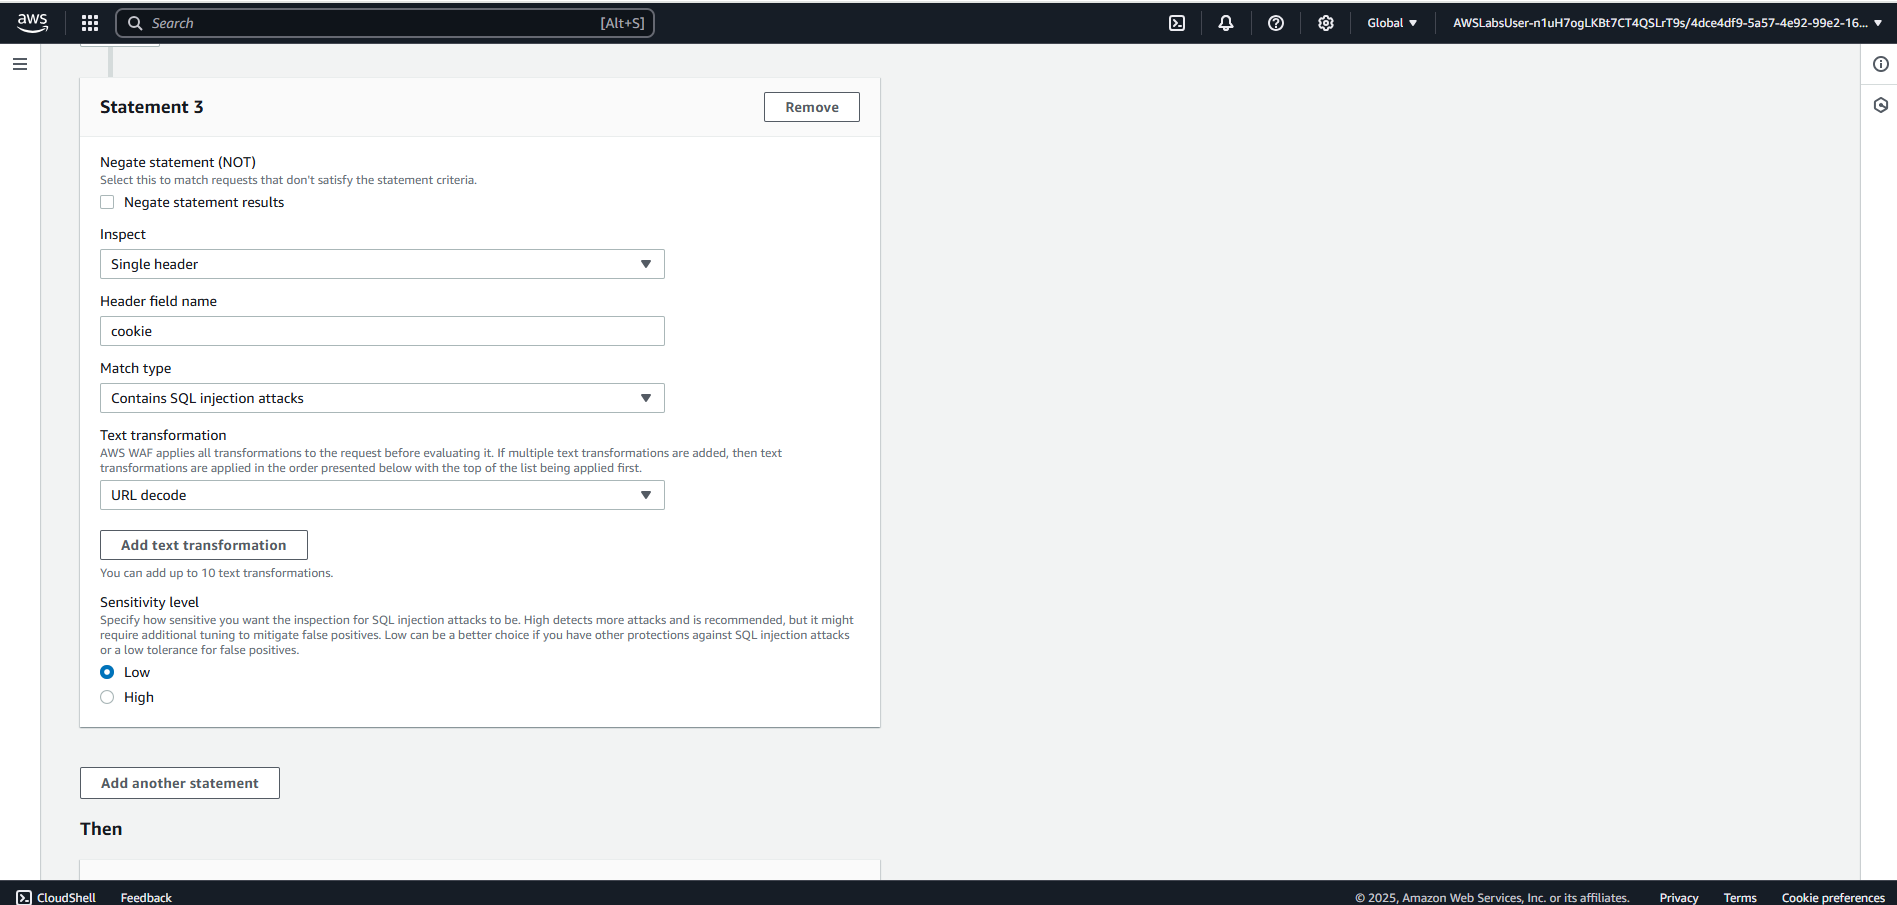 aws
Search [Alt+S]
Global
AWSLabsUser-n1uH7ogLKBt7CT4QSLrT9s/4dce4df9-5a57-4e92-99e2-16...
Statement 3
Remove
Negate statement (NOT)
Select this to match requests that don't satisfy the statement criteria.
Negate statement results
Inspect
Single header
Header field name
cookie
Match type
Contains SQL injection attacks
Text transformation
AWS WAF applies all transformations to the request before evaluating it. If multiple text transformations are added, then text
transformations are applied in the order presented below with the top of the list being applied first.
URL decode
Add text transformation
You can add up to 10 text transformations.
Sensitivity level
Specify how sensitive you want the inspection for SQL injection attacks to be. High detects more attacks and is recommended, but it might
require additional tuning to mitigate false positives. Low can be a better choice if you have other protections against SQL injection attacks
or a low tolerance for false positives.
Low
High
Add another statement
Then
CloudShell
Feedback
© 2025, Amazon Web Services, Inc. or its affiliates.
Privacy
Terms
Cookie preferences